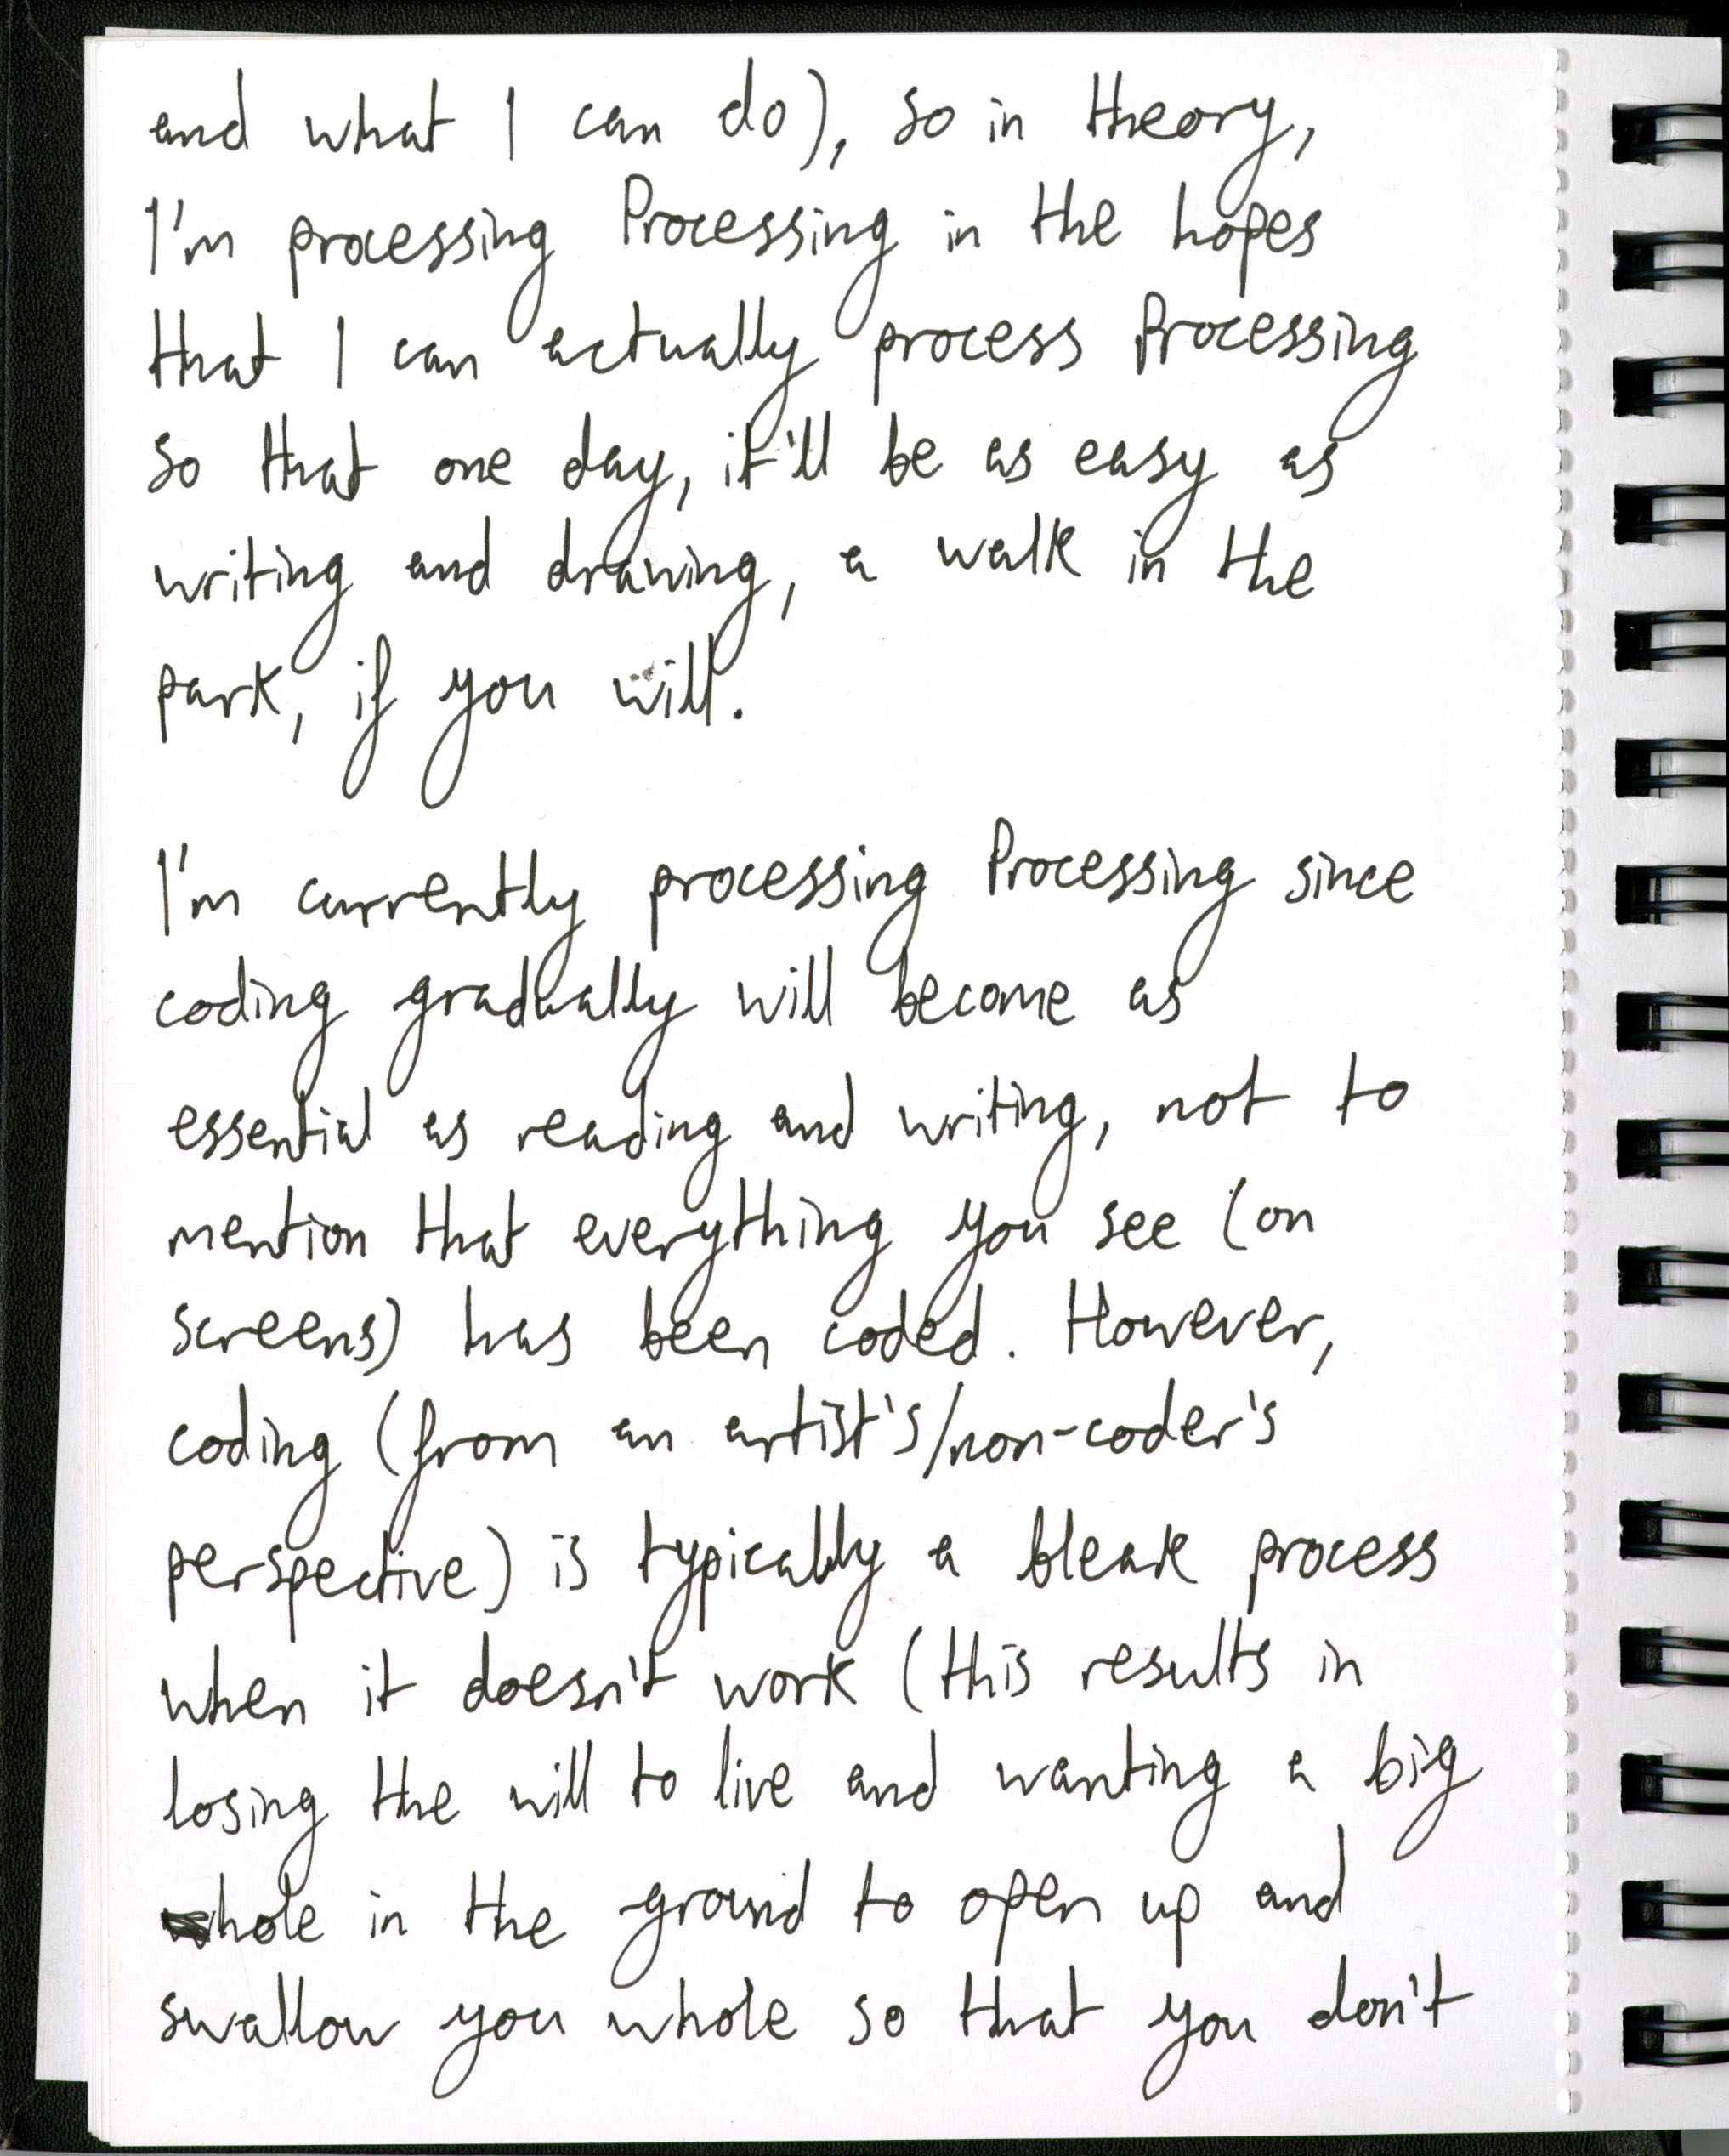 and what I can do), so in theory,
I'm processing Processing in the hopes
that I can actually process Processing
so that one day, it'll be as easy as
writing and drawing, a walk in the
park, if you will.
I'm currently processing Processing since
coding gradually will become as
essential as reading and writing, not to
mention that everything you see (on
screens) has been coded. However,
coding (from an artist's/non-coder's
perspective) is typically a bleak process
when it doesn't work (this results in
losing the will to live and wanting a big
hole in the ground to open up and
swallow you whole so that you don't